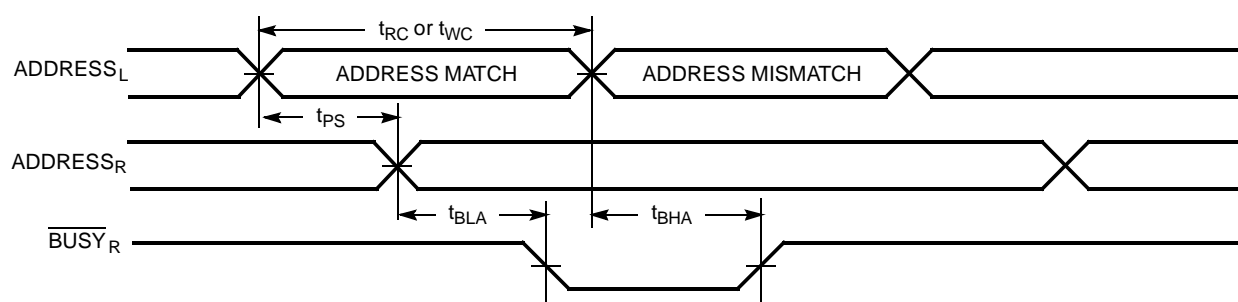 tRC or tWC
ADDRESSL
ADDRESS MATCH
ADDRESS MISMATCH
tPS
ADDRESSR
tBLA
tBHA
BUSYR